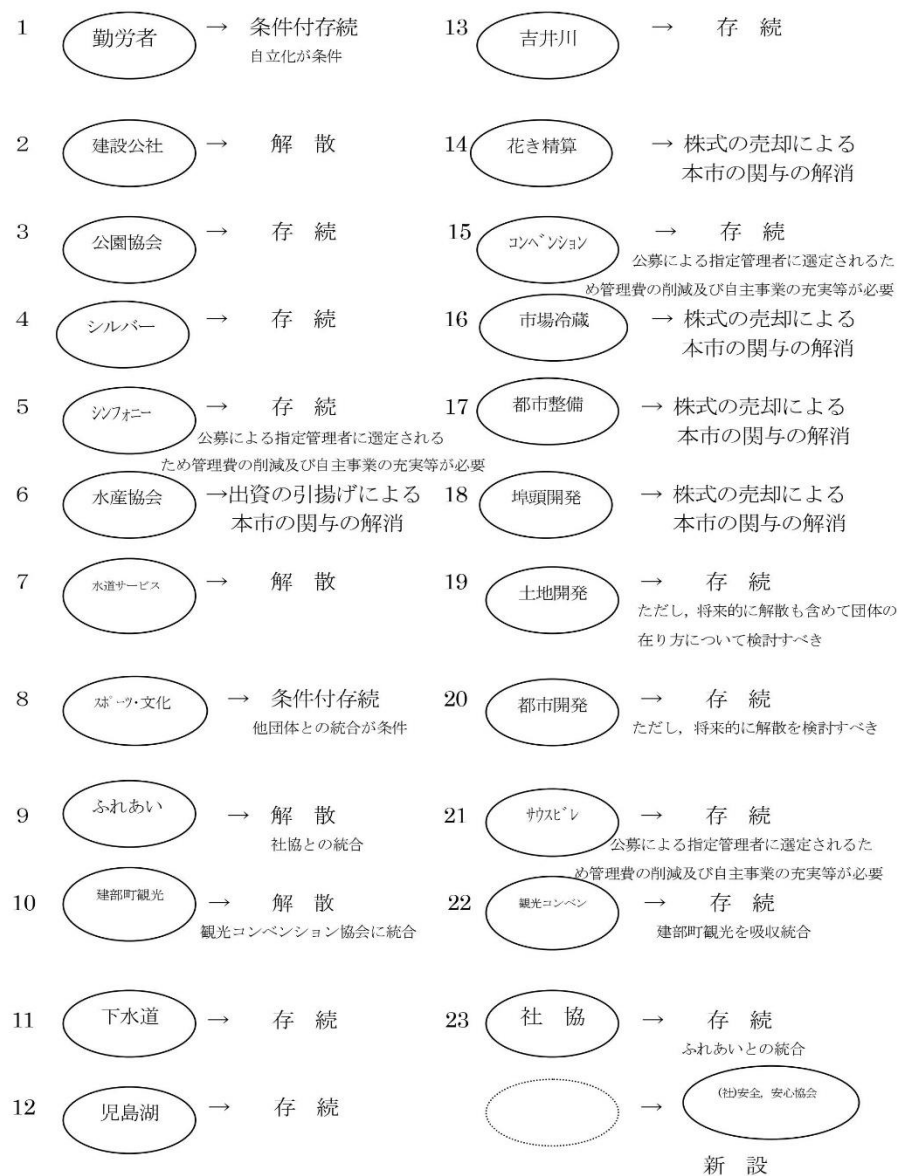 1 勤労者 → 条件付存続
自立化が条件
2 建設公社 → 解 散
3 公園協会 → 存 続
4 シルバー → 存 続
5 シンフォニー → 存 続
公募による指定管理者に選定される
ため管理費の削減及び自主事業の充実等が必要
6 水産協会 →出資の引揚げによる
本市の関与の解消
7 水道サービス → 解 散
8 スポーツ・文化 → 条件付存続
他団体との統合が条件
9 ふれあい → 解 散
社協との統合
10 建部町観光 → 解 散
観光コンベンション協会に統合
11 下水道 → 存 続
12 児島湖 → 存 続
13 吉井川 → 存 続
14 花き精算 → 株式の売却による
本市の関与の解消
15 コンベンション → 存 続
公募による指定管理者に選定されるた
め管理費の削減及び自主事業の充実等が必要
16 市場冷蔵 → 株式の売却による
本市の関与の解消
17 都市整備 → 株式の売却による
本市の関与の解消
18 埠頭開発 → 株式の売却による
本市の関与の解消
19 土地開発 → 存 続
ただし，将来的に解散も含めて団体の
在り方について検討すべき
20 都市開発 → 存 続
ただし，将来的に解散を検討すべき
21 サウスビレ → 存 続
公募による指定管理者に選定されるた
め管理費の削減及び自主事業の充実等が必要
22 観光コンベン → 存 続
建部町観光を吸収統合
23 社 協 → 存 続
ふれあいとの統合
→ (社)安全，安心協会
新 設